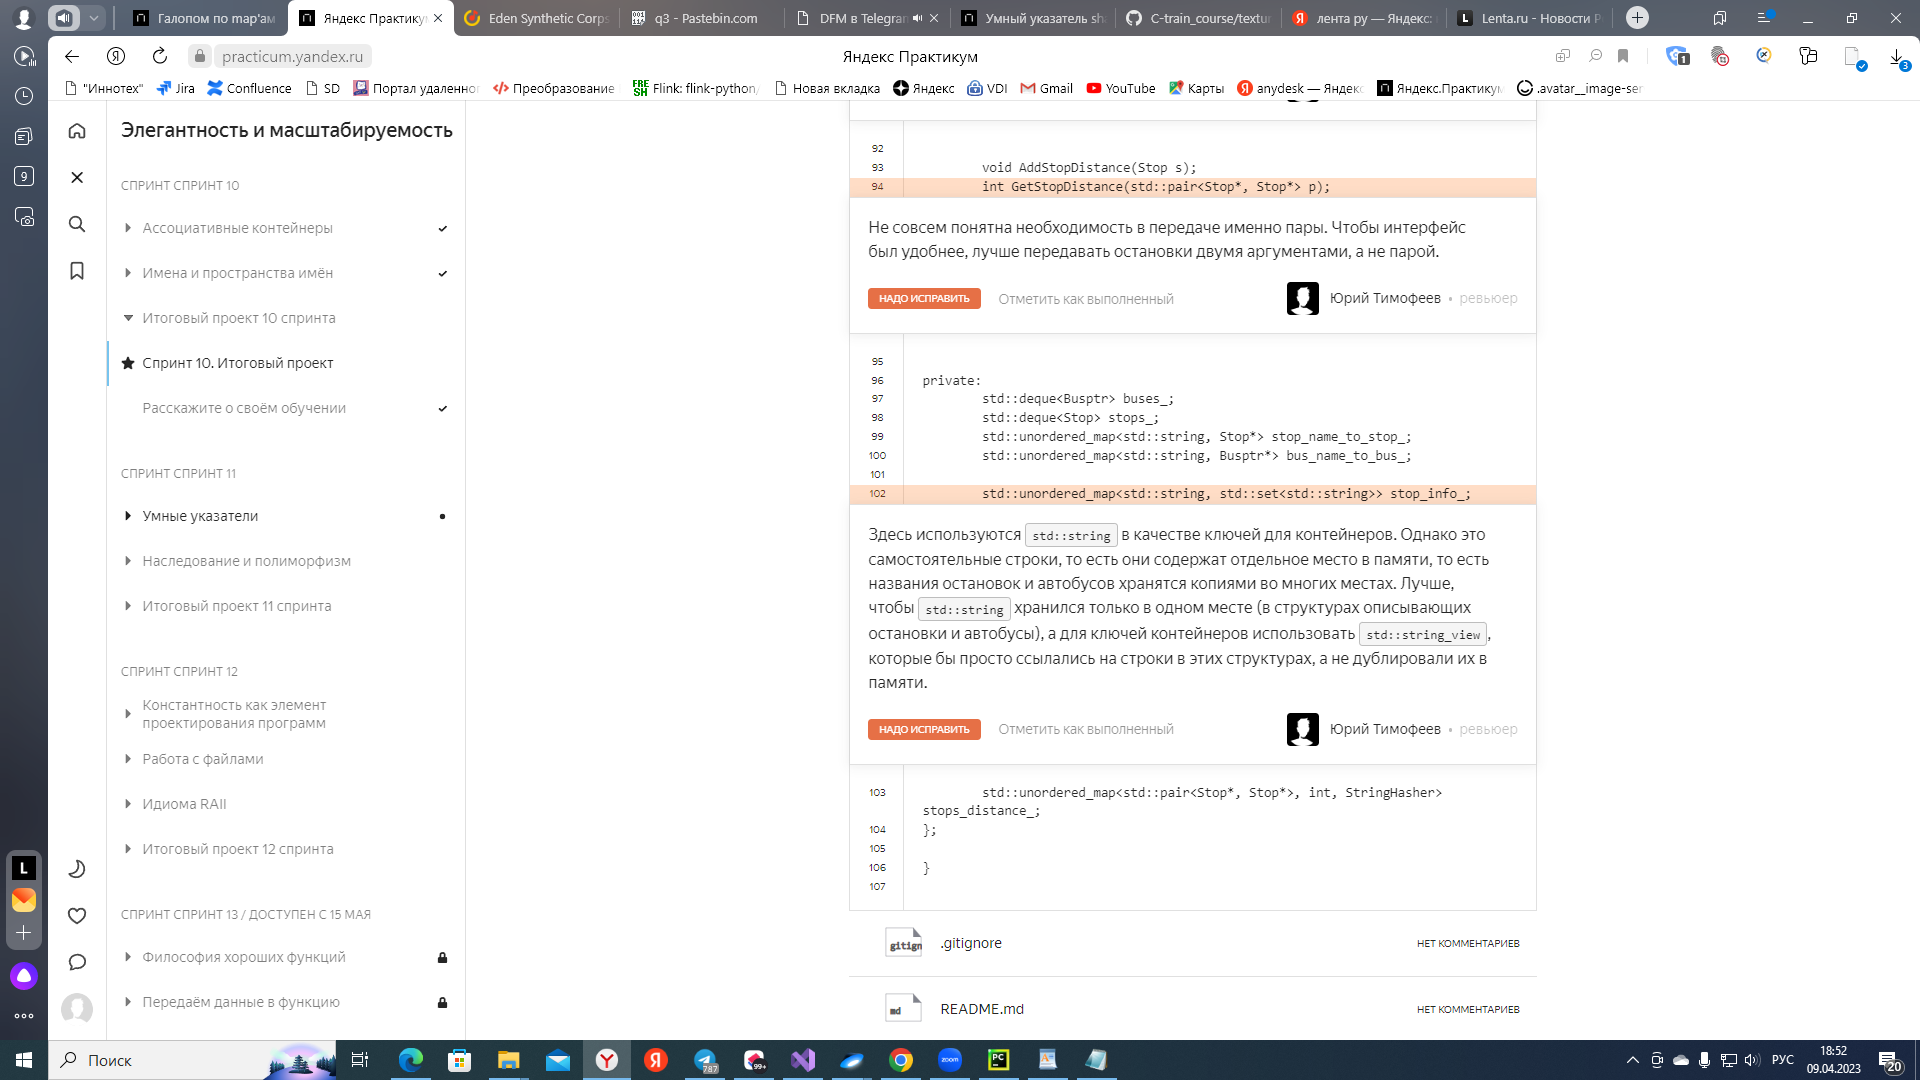 Галопом по map'ам
Яндекс Практикум
Eden Synthetic Corps
q3 - Pastebin.com
DFM в Telegram
Умный указатель sha
C-train_course/textur
лента ру — Яндекс:
Lenta.ru - Новости Р
practicum.yandex.ru
Яндекс Практикум
1
3
"Иннотех"
Jira
Confluence
SD
Портал удаленног
Преобразование
Flink: flink-python/
Новая вкладка
Яндекс
VDI
Gmail
YouTube
Карты
anydesk — Яндекс
Яндекс.Практикум
.avatar__image-ser
9
L
Элегантность и масштабируемость
СПРИНТ СПРИНТ 10
Ассоциативные контейнеры
Имена и пространства имён
Итоговый проект 10 спринта
Спринт 10. Итоговый проект
Расскажите о своём обучении
СПРИНТ СПРИНТ 11
Умные указатели
Наследование и полиморфизм
Итоговый проект 11 спринта
СПРИНТ СПРИНТ 12
Константность как элемент
проектирования программ
Работа с файлами
Идиома RAII
Итоговый проект 12 спринта
СПРИНТ СПРИНТ 13 / ДОСТУПЕН С 15 МАЯ
Философия хороших функций
Передаём данные в функцию
92
93 void AddStopDistance(Stop s);
94 int GetStopDistance(std::pair<Stop*, Stop*> p);
Не совсем понятна необходимость в передаче именно пары. Чтобы интерфейс
был удобнее, лучше передавать остановки двумя аргументами, а не парой.
НАДО ИСПРАВИТЬ Отметить как выполненный Юрий Тимофеев • ревьюер
95
96 private:
97 std::deque<Busptr> buses_;
98 std::deque<Stop> stops_;
99 std::unordered_map<std::string, Stop*> stop_name_to_stop_;
100 std::unordered_map<std::string, Busptr*> bus_name_to_bus_;
101
102 std::unordered_map<std::string, std::set<std::string>> stop_info_;
Здесь используются std::string в качестве ключей для контейнеров. Однако это
самостоятельные строки, то есть они содержат отдельное место в памяти, то есть
названия остановок и автобусов хранятся копиями во многих местах. Лучше,
чтобы std::string хранился только в одном месте (в структурах описывающих
остановки и автобусы), а для ключей контейнеров использовать std::string_view,
которые бы просто ссылались на строки в этих структурах, а не дублировали их в
памяти.
НАДО ИСПРАВИТЬ Отметить как выполненный Юрий Тимофеев • ревьюер
103 std::unordered_map<std::pair<Stop*, Stop*>, int, StringHasher>
stops_distance_;
104 };
105
106 }
107
gitign .gitignore НЕТ КОММЕНТАРИЕВ
md README.md НЕТ КОММЕНТАРИЕВ
Поиск
787
99+
zoom
PC
РУС
18:52
09.04.2023
20